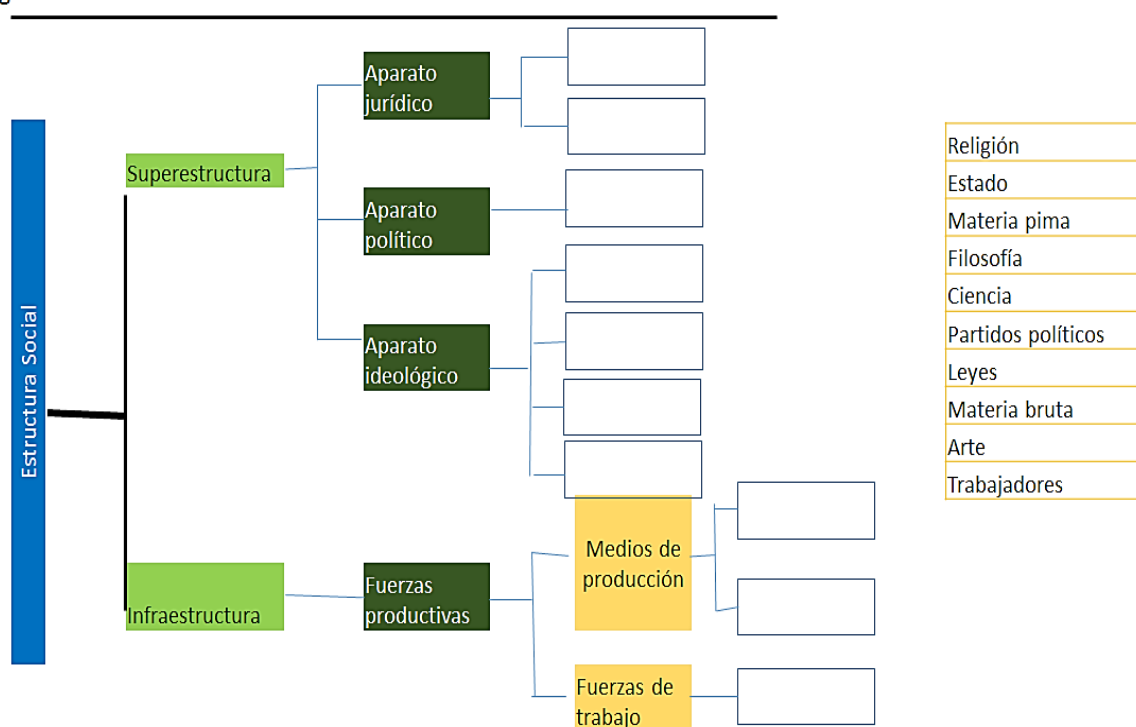 Estructura Social
Superestructura
Infraestructura
Aparato
jurídico
Aparato
político
Aparato
ideológico
Fuerzas
productivas
Medios de
producción
Fuerzas de
trabajo
Religión
Estado
Materia pima
Filosofía
Ciencia
Partidos políticos
Leyes
Materia bruta
Arte
Trabajadores